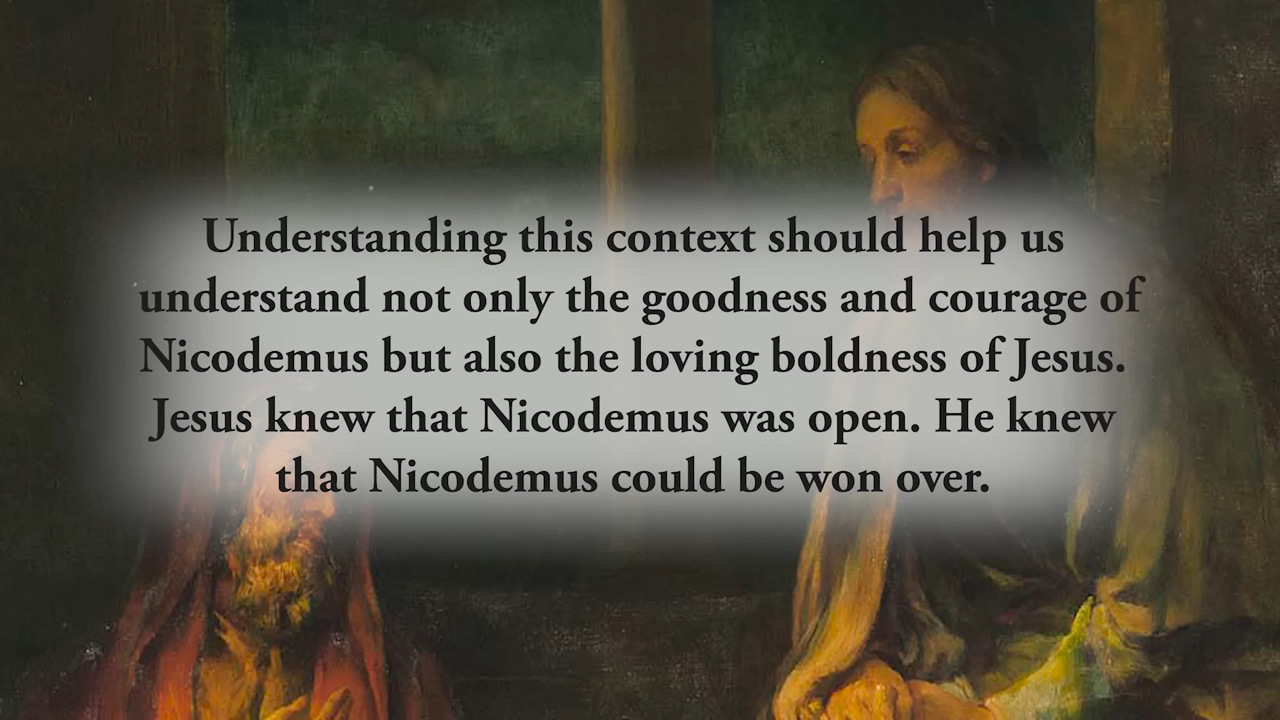 Understanding this context should help us
understand not only the goodness and courage of
Nicodemus but also the loving boldness of Jesus.
Jesus knew that Nicodemus was open. He knew
that Nicodemus could be won over.